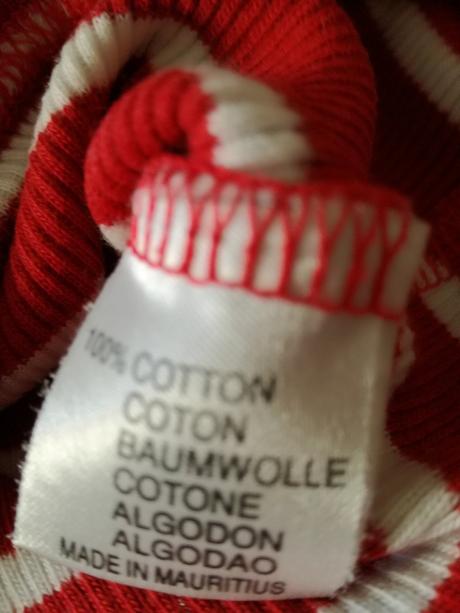 100% COTTON
COTON
BAUMWOLLE
COTONE
ALGODON
ALGODAO
MADE IN MAURITIUS